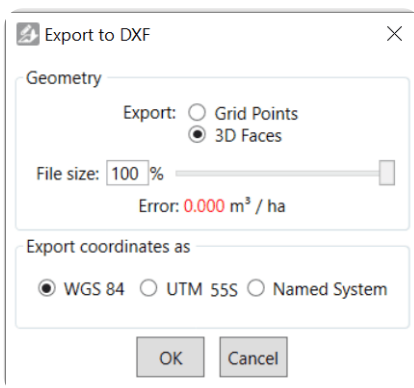 Export to DXF
Geometry
Export: Grid Points
3D Faces
File size: 100 %
Error: 0.000 m³ / ha
Export coordinates as
WGS 84 UTM 55S Named System
OK Cancel